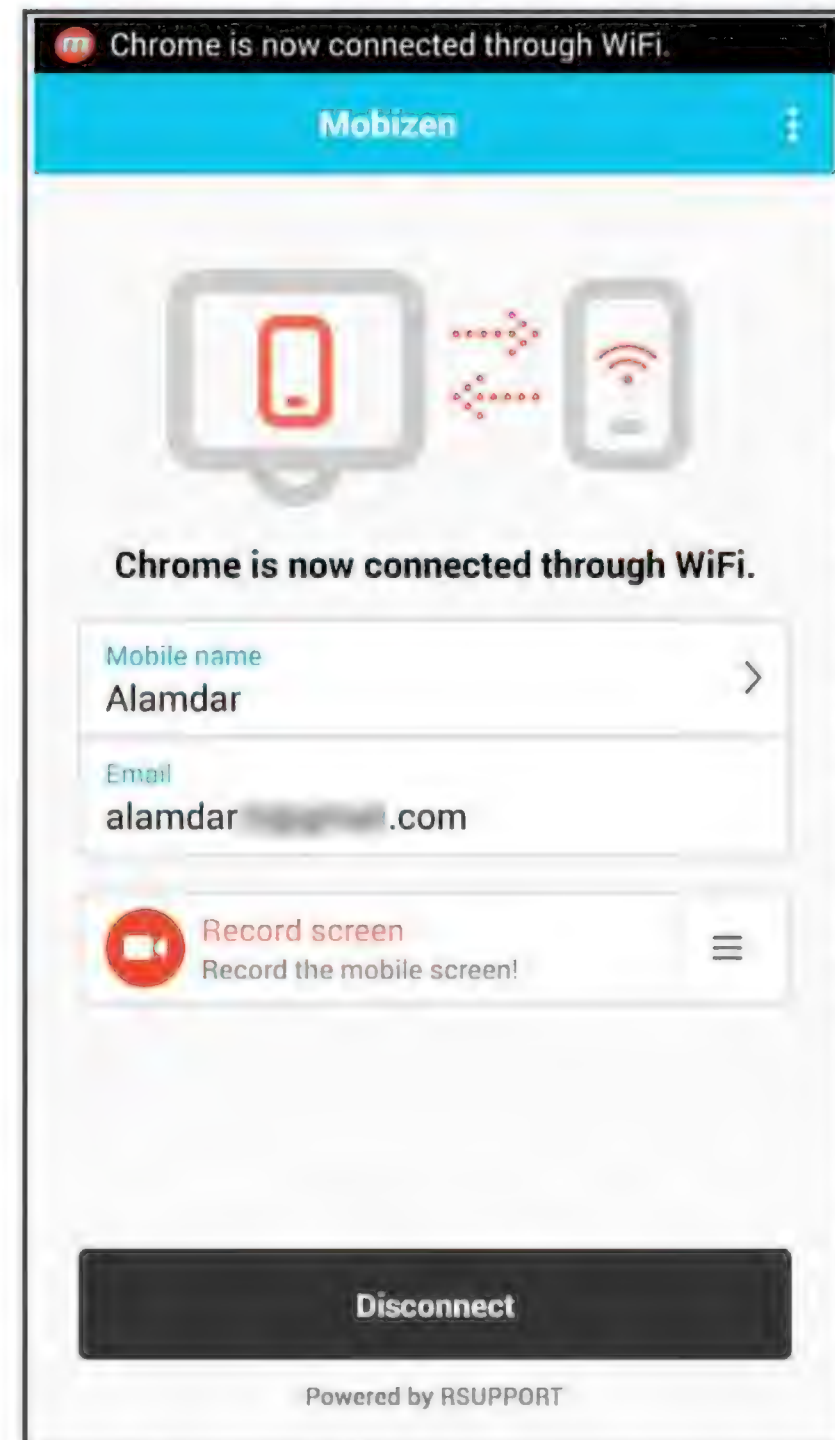 m Chrome is now connected through WiFi.
Mobizen
Chrome is now connected through WiFi.
Mobile name
Alamdar
Email
alamdar .com
Record screen
Record the mobile screen!
Disconnect
Powered by RSUPPORT